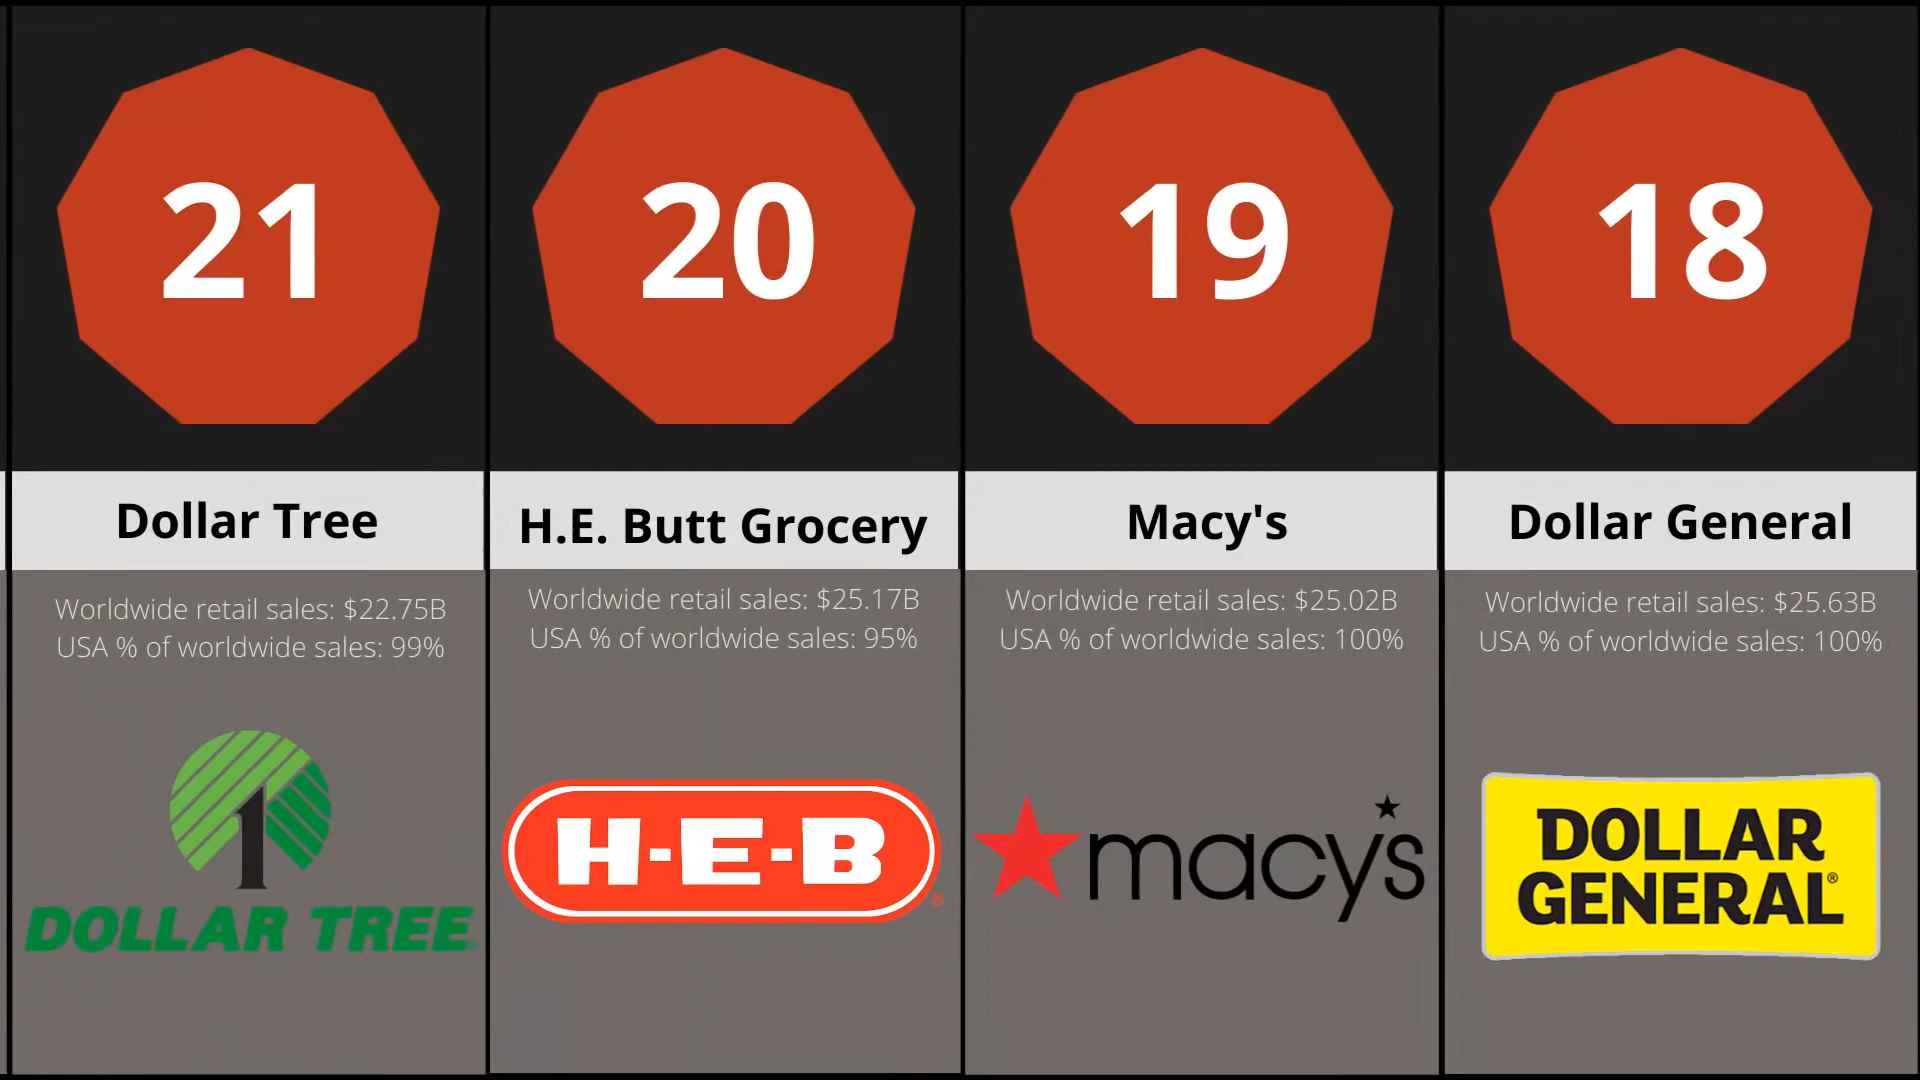 21
Dollar Tree
Worldwide retail sales: $22.75B
USA % of worldwide sales: 99%
1
DOLLAR TREE
20
H.E. Butt Grocery
Worldwide retail sales: $25.17B
USA % of worldwide sales: 95%
H-E-B®
19
Macy's
Worldwide retail sales: $25.02B
USA % of worldwide sales: 100%
macy's
18
Dollar General
Worldwide retail sales: $25.63B
USA % of worldwide sales: 100%
DOLLAR
GENERAL®